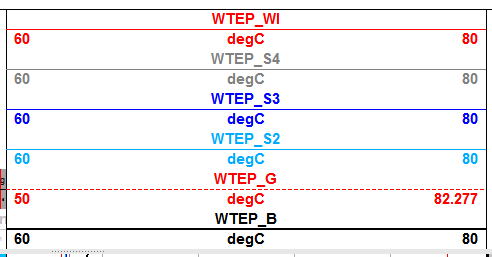 WTEP_WI
60 degC 80
WTEP_S4
60 degC 80
WTEP_S3
60 degC 80
WTEP_S2
60 degC 80
WTEP_G
50 degC 82.277
WTEP_B
60 degC 80